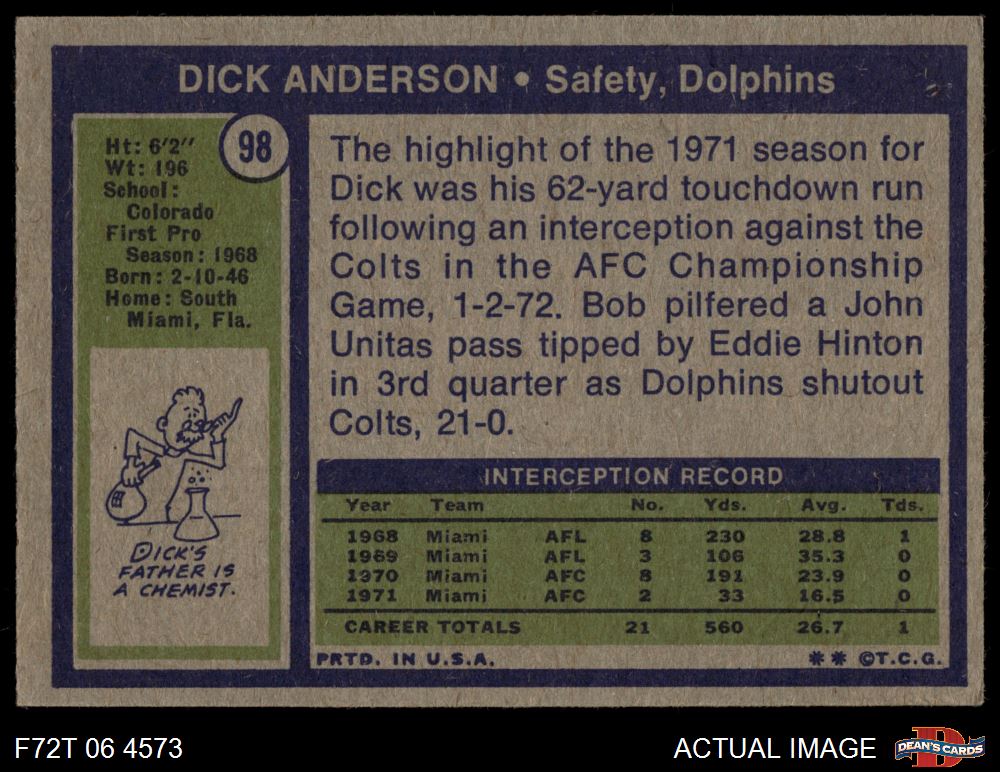 DICK ANDERSON • Safety, Dolphins
98
Ht: 6'2"
Wt: 196
School:
Colorado
First Pro
Season: 1968
Born: 2-10-46
Home: South
Miami, Fla.
DICK'S
FATHER IS
A CHEMIST.
The highlight of the 1971 season for
Dick was his 62-yard touchdown run
following an interception against the
Colts in the AFC Championship
Game, 1-2-72. Bob pilfered a John
Unitas pass tipped by Eddie Hinton
in 3rd quarter as Dolphins shutout
Colts, 21-0.
INTERCEPTION RECORD
Year Team No. Yds. Avg. Tds.
1968 Miami AFL 8 230 28.8 1
1969 Miami AFL 3 106 35.3 0
1970 Miami AFC 8 191 23.9 0
1971 Miami AFC 2 33 16.5 0
CAREER TOTALS 21 560 26.7 1
PRTD. IN U.S.A. ** ©T.C.G.
F72T 06 4573
ACTUAL IMAGE
D
DEAN'S CARDS